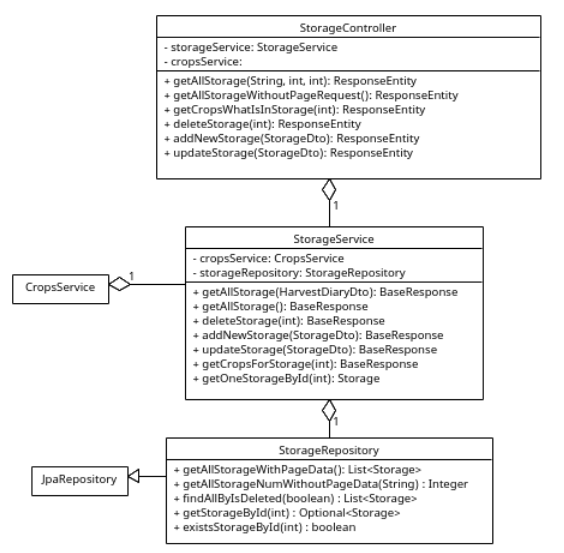 StorageController
- storageService: StorageService
- cropsService:
+ getAllStorage(String, int, int): ResponseEntity
+ getAllStorageWithoutPageRequest(): ResponseEntity
+ getCropsWhatIsInStorage(int): ResponseEntity
+ deleteStorage(int): ResponseEntity
+ addNewStorage(StorageDto): ResponseEntity
+ updateStorage(StorageDto): ResponseEntity
1
StorageService
- cropsService: CropsService
- storageRepository: StorageRepository
+ getAllStorage(HarvestDiaryDto): BaseResponse
+ getAllStorage(): BaseResponse
+ deleteStorage(int): BaseResponse
+ addNewStorage(StorageDto): BaseResponse
+ updateStorage(StorageDto): BaseResponse
+ getCropsForStorage(int): BaseResponse
+ getOneStorageById(int): Storage
CropsService
1
1
StorageRepository
+ getAllStorageWithPageData(): List<Storage>
+ getAllStorageNumWithoutPageData(String) : Integer
+ findAllByIsDeleted(boolean) : List<Storage>
+ getStorageById(int) : Optional<Storage>
+ existsStorageById(int) : boolean
JpaRepository